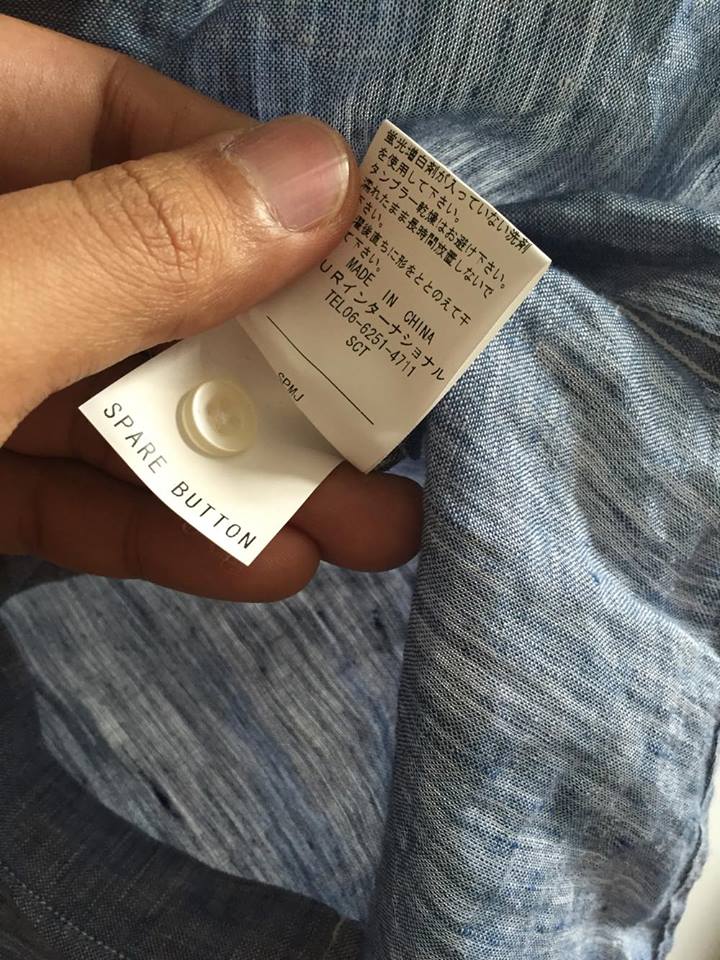 蛍光増白剤が入っていない洗剤
を使用して下さい。
タンブラー乾燥はお避け下さい。
濡れたまま長時間放置しないで
さい。
濯後直ちに形をととのえて干
て下さい。
MADE IN CHINA
URインターナショナル
TEL06-6251-4711
SCT
SPMJ
SPARE BUTTON